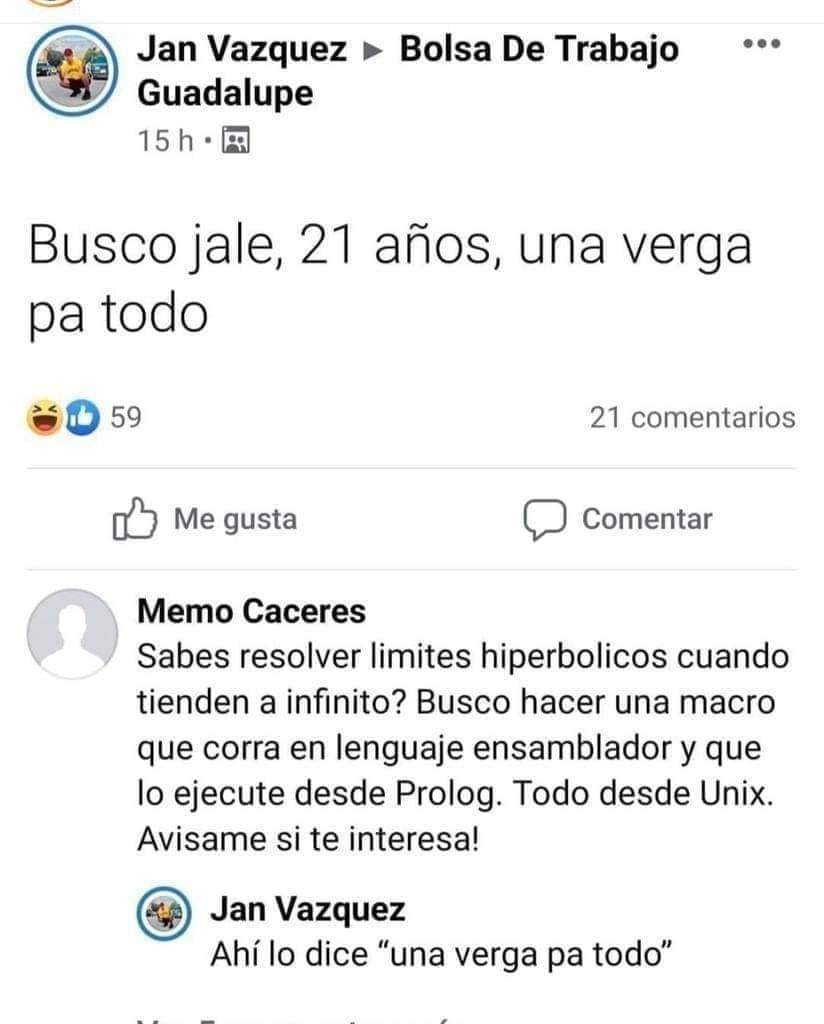 Jan Vazquez ▸ Bolsa De Trabajo
Guadalupe
15 h ·
Busco jale, 21 años, una verga
pa todo
59
21 comentarios
Me gusta
Comentar
Memo Caceres
Sabes resolver limites hiperbolicos cuando
tienden a infinito? Busco hacer una macro
que corra en lenguaje ensamblador y que
lo ejecute desde Prolog. Todo desde Unix.
Avisame si te interesa!
Jan Vazquez
Ahí lo dice “una verga pa todo”